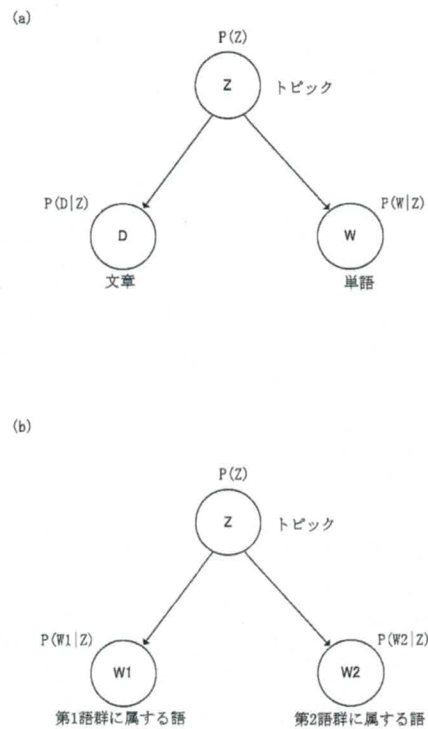 (a)
P(Z)
Z トピック
P(D|Z) P(W|Z)
D W
文章 単語
(b)
P(Z)
Z トピック
P(W1|Z) P(W2|Z)
W1 W2
第1語群に属する語 第2語群に属する語